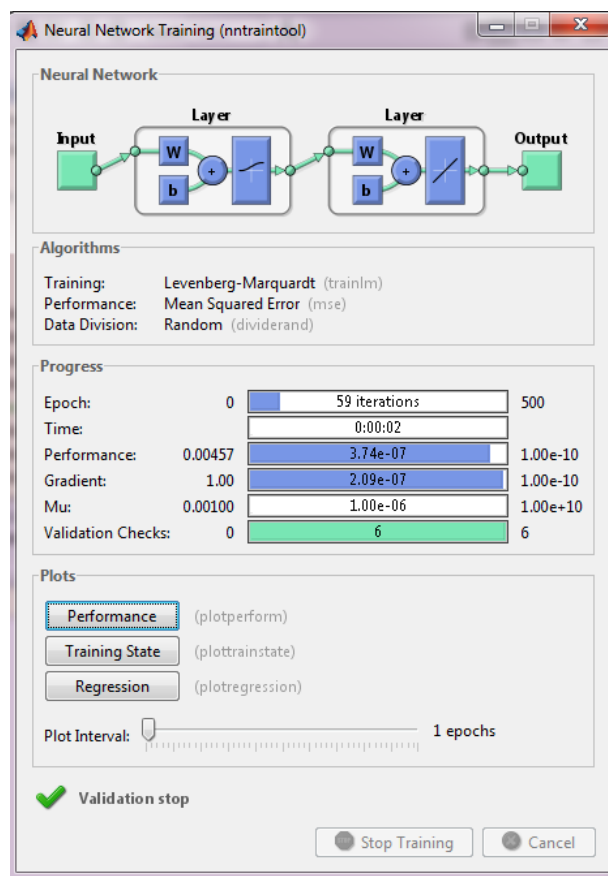 Neural Network Training (nntraintool)
Neural Network
Layer Layer
Input Output
W W
+ +
b b
Algorithms
Training: Levenberg-Marquardt (trainlm)
Performance: Mean Squared Error (mse)
Data Division: Random (dividerand)
Progress
Epoch: 0 59 iterations 500
Time: 0:00:02
Performance: 0.00457 3.74e-07 1.00e-10
Gradient: 1.00 2.09e-07 1.00e-10
Mu: 0.00100 1.00e-06 1.00e+10
Validation Checks: 0 6 6
Plots
Performance (plotperform)
Training State (plottrainstate)
Regression (plotregression)
Plot Interval: 1 epochs
Validation stop
Stop Training Cancel